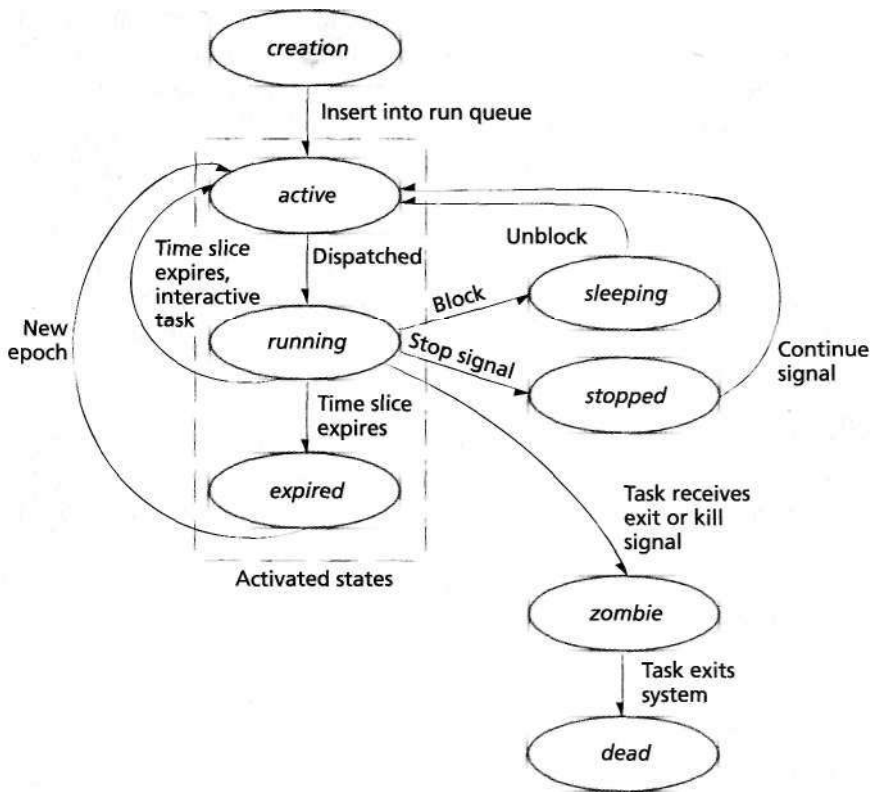 creation
Insert into run queue
active
Time slice
expires,
interactive
task
Dispatched
Unblock
Block
sleeping
New
epoch
running
Stop signal
stopped
Continue
signal
Time slice
expires
expired
Activated states
Task receives
exit or kill
signal
zombie
Task exits
system
dead